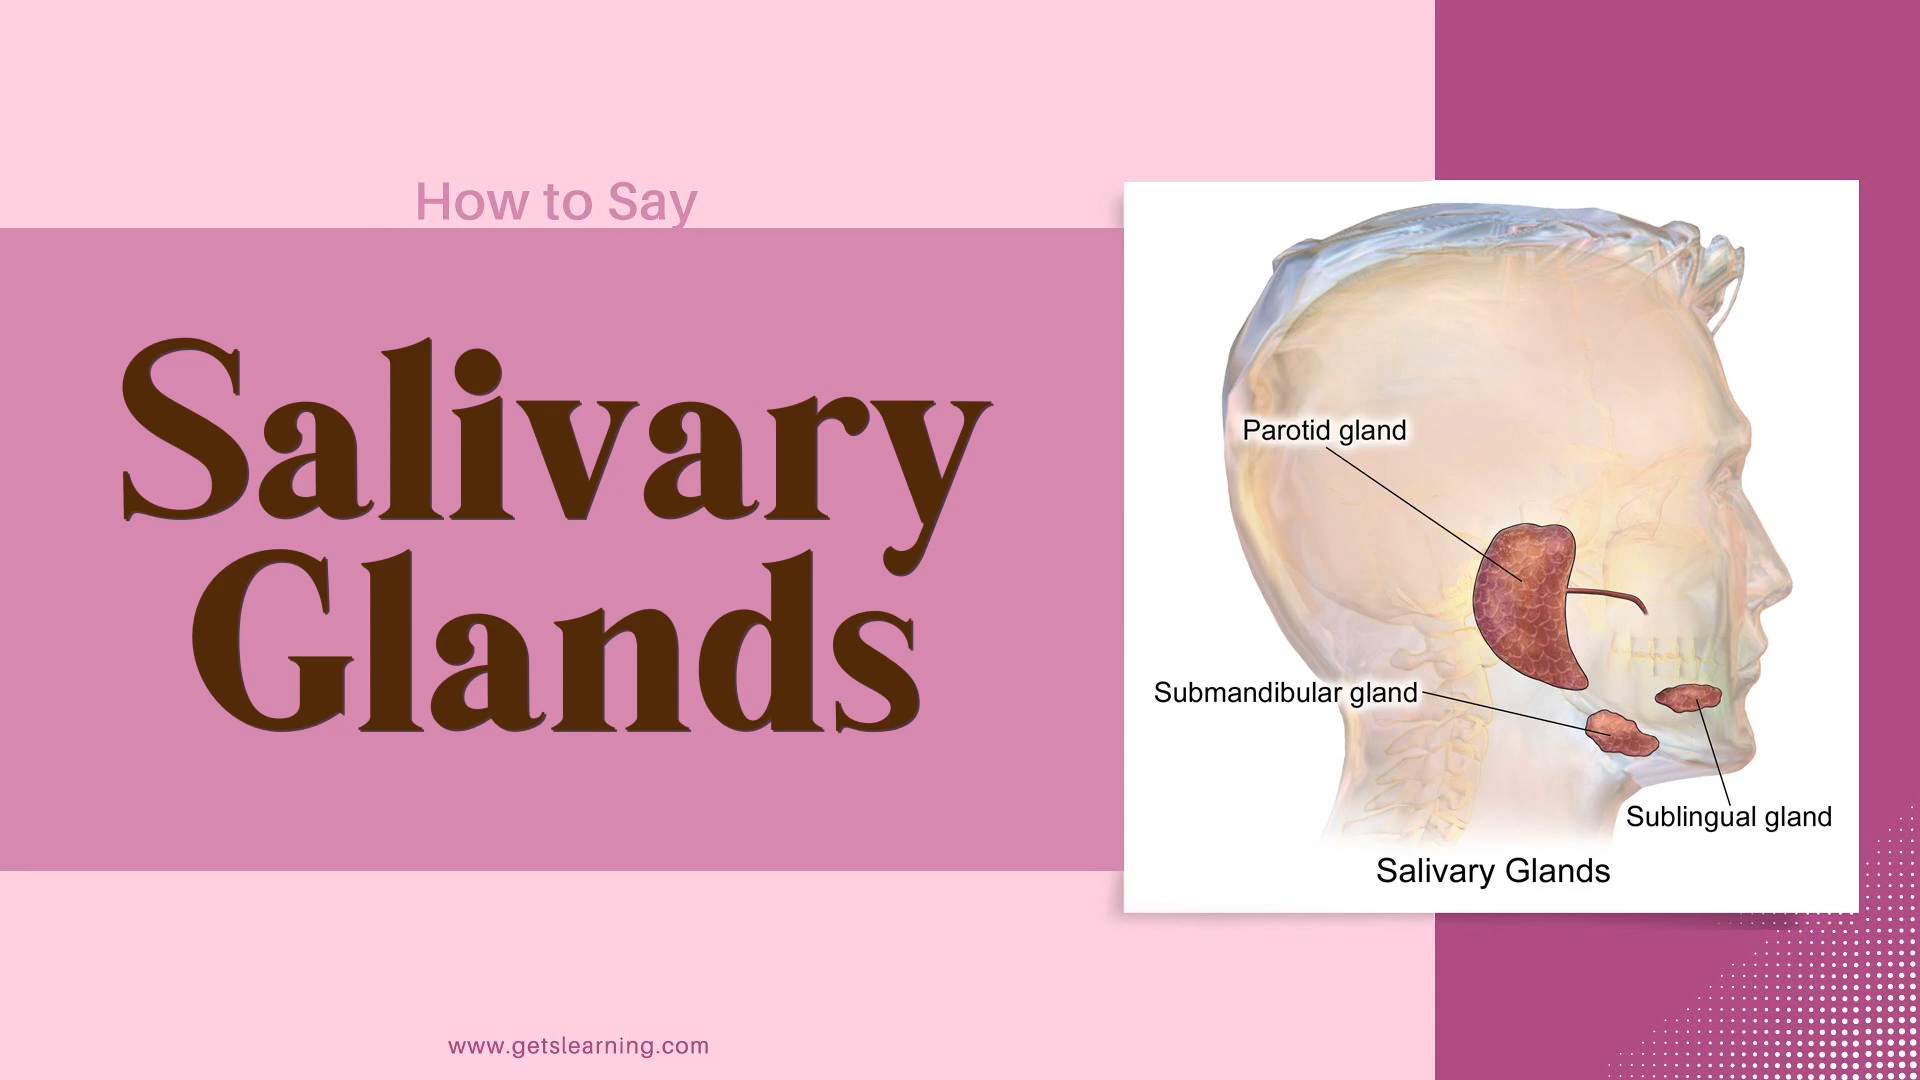 How to Say
Salivary
Glands
Parotid gland
Submandibular gland
Sublingual gland
Salivary Glands
www.getslearning.com